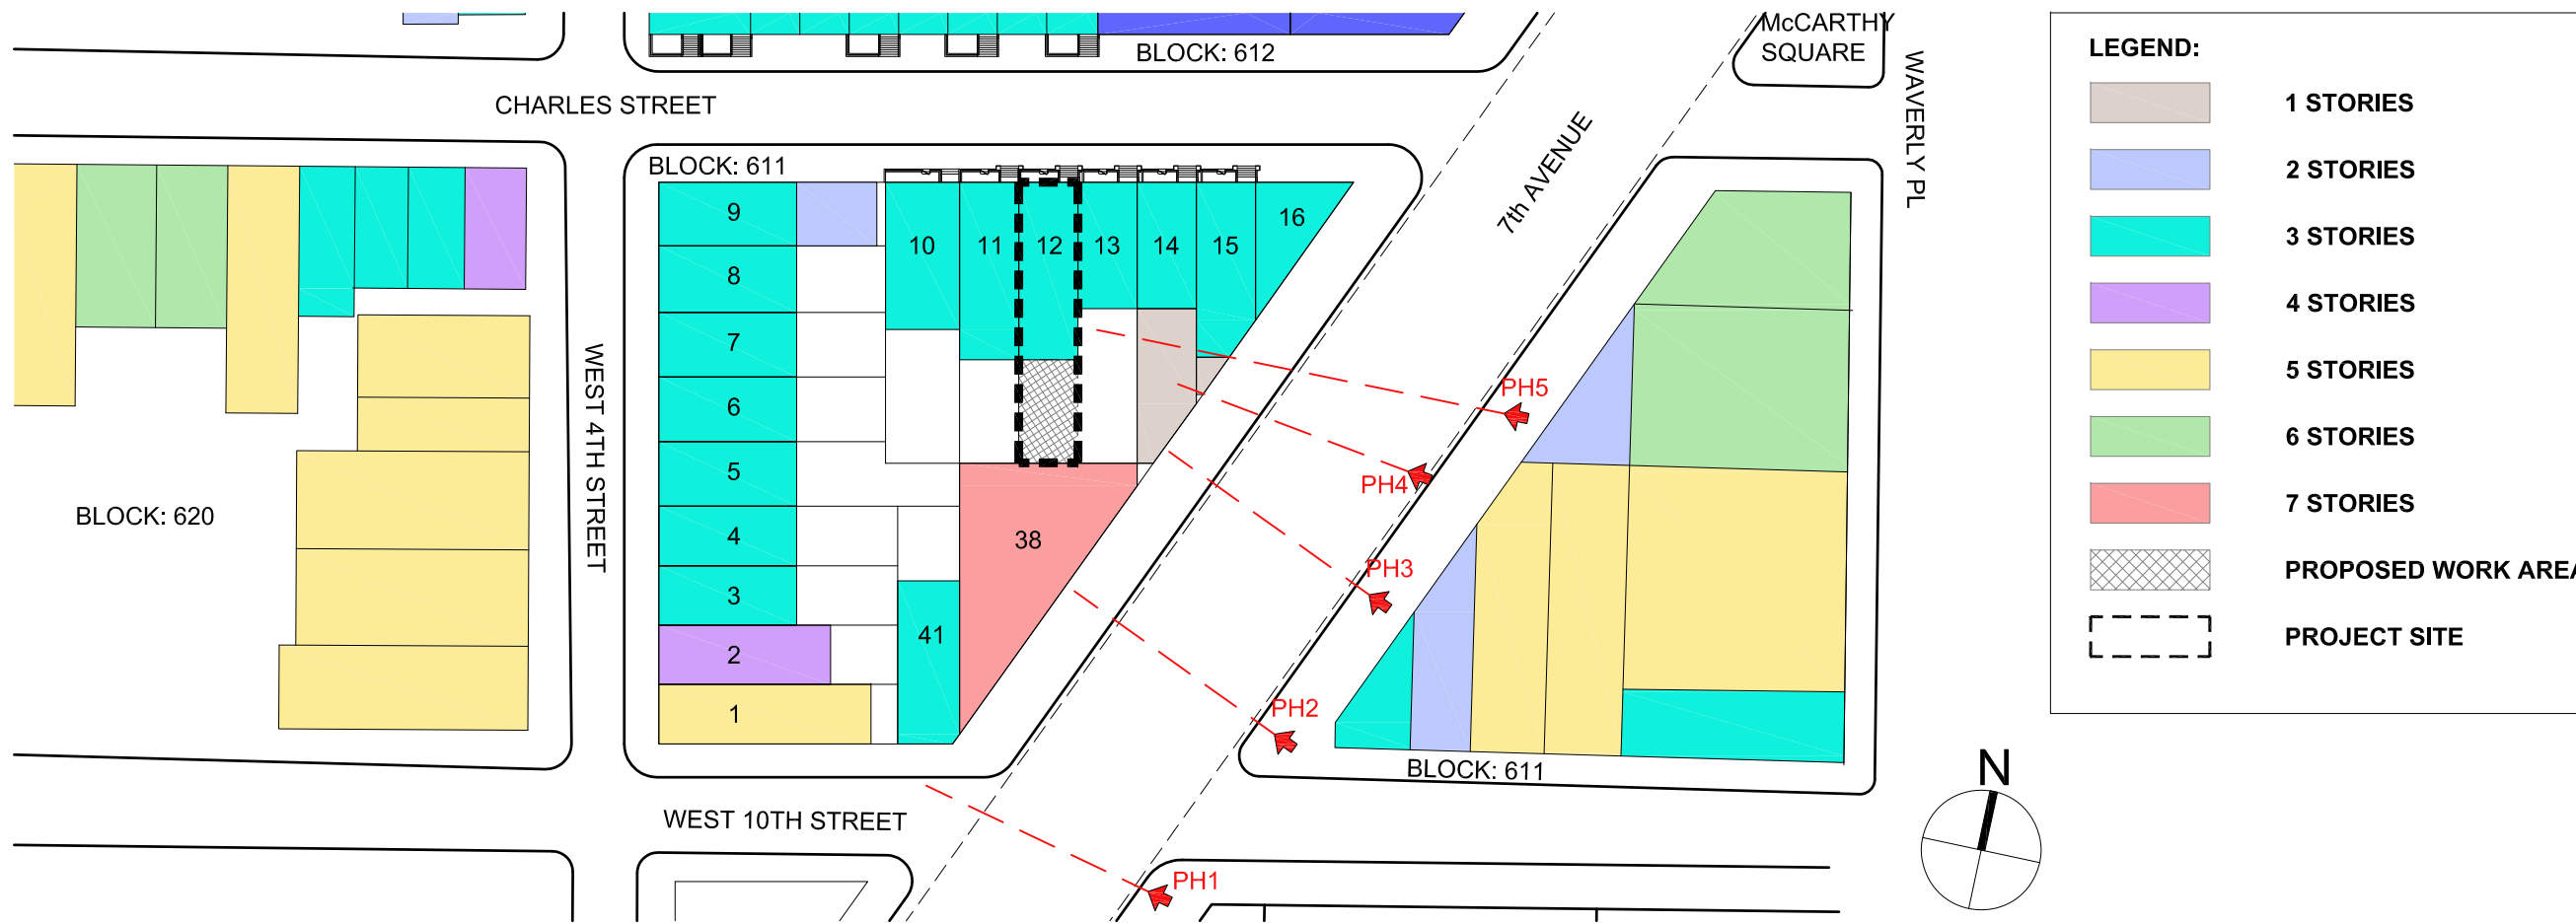 McCARTHY
SQUARE
BLOCK: 612
CHARLES STREET
WAVERLY PL
7th AVENUE
BLOCK: 611
9
8
7
6
5
4
3
2
1
10
11
12
13
14
15
16
38
41
WEST 4TH STREET
BLOCK: 620
PH5
PH4
PH3
PH2
PH1
BLOCK: 611
WEST 10TH STREET
N
LEGEND:
1 STORIES
2 STORIES
3 STORIES
4 STORIES
5 STORIES
6 STORIES
7 STORIES
PROPOSED WORK AREA
PROJECT SITE